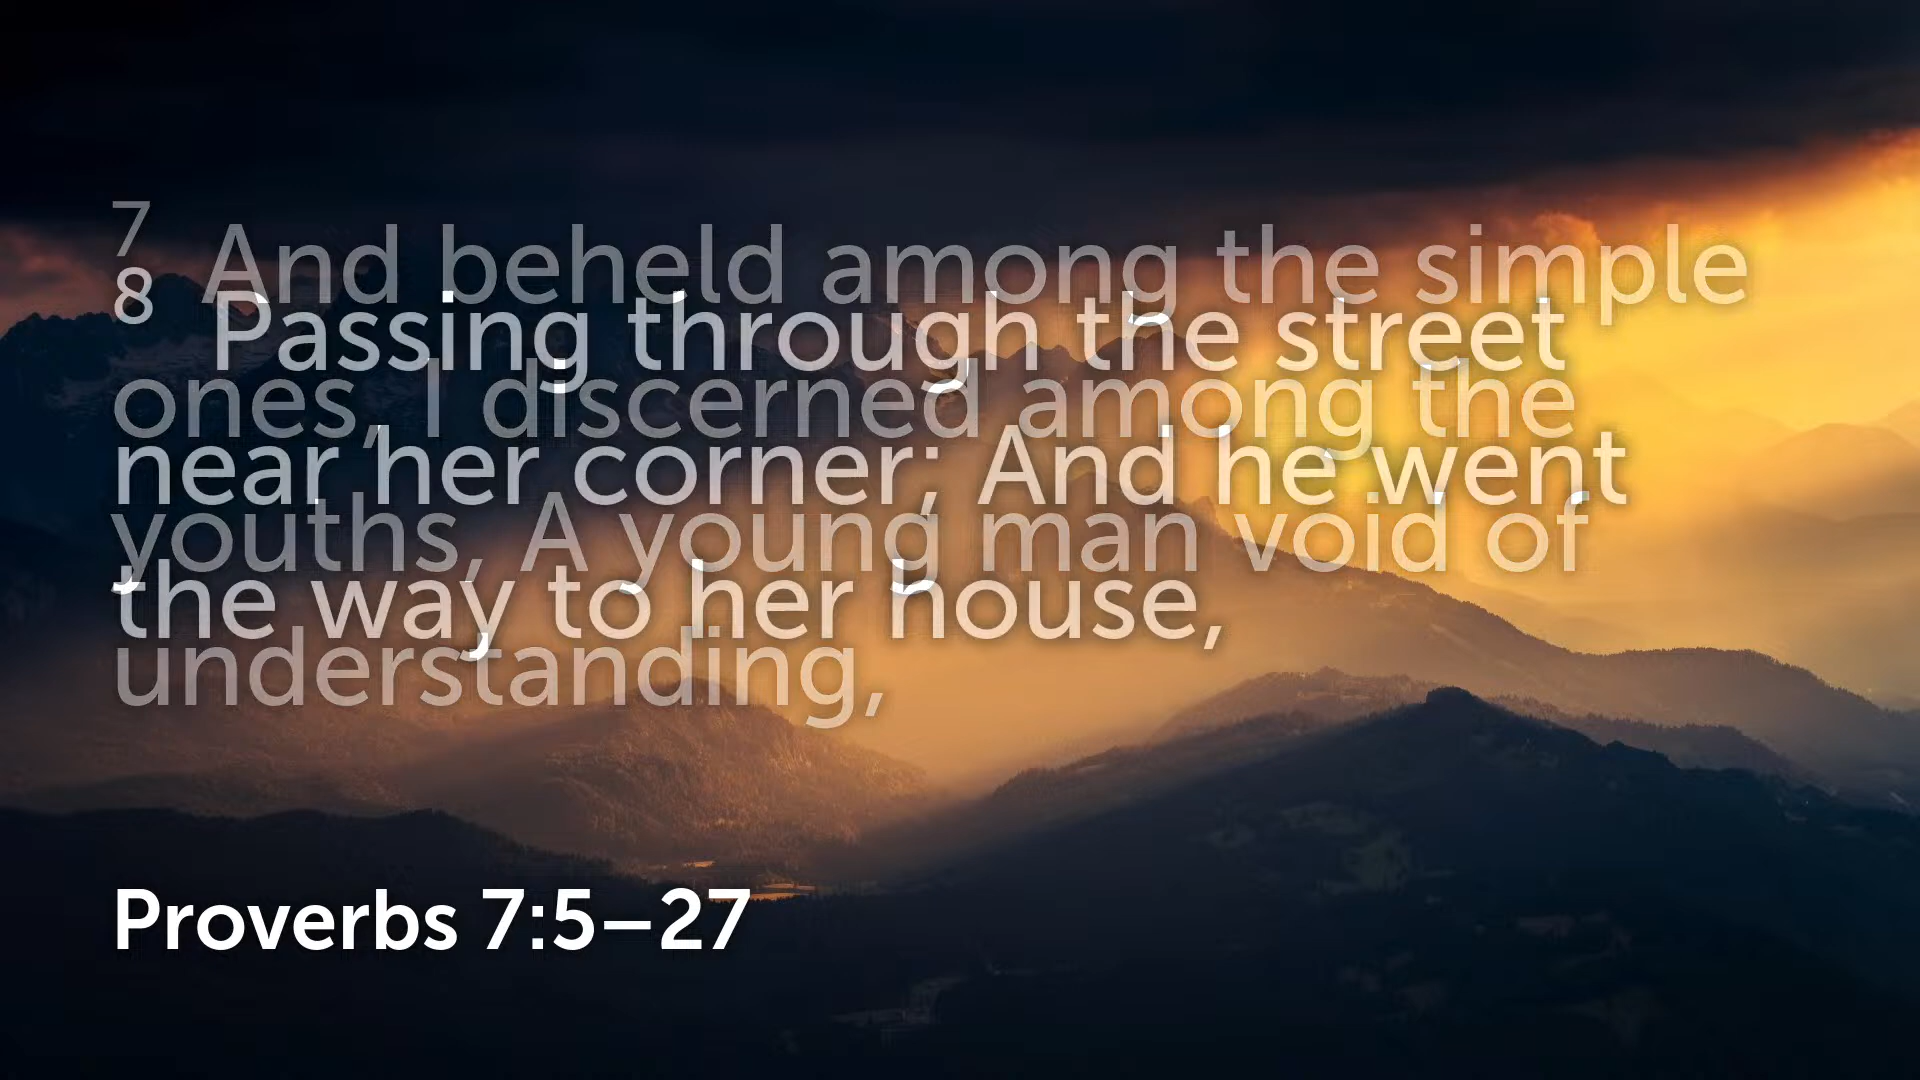 7 And beheld among the simple
ones, I discerned among the
youths, A young man void of
understanding,
8 Passing through the street
near her corner; And he went
the way to her house,
Proverbs 7:5–27